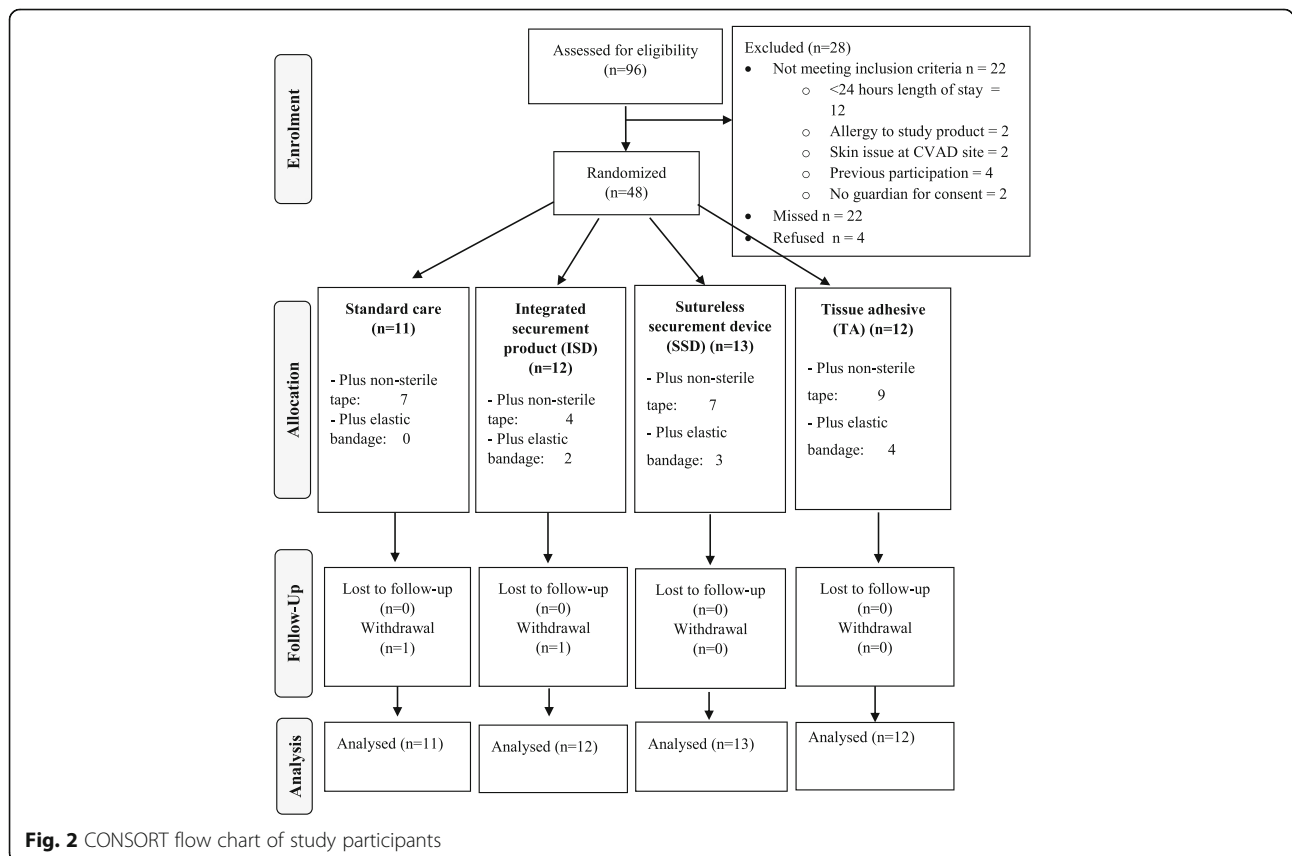 Enrolment
Assessed for eligibility
(n=96)
Excluded (n=28)
• Not meeting inclusion criteria n = 22
o <24 hours length of stay =
12
o Allergy to study product = 2
o Skin issue at CVAD site = 2
o Previous participation = 4
o No guardian for consent = 2
• Missed n = 22
• Refused n = 4
Randomized
(n=48)
Allocation
Standard care
(n=11)
- Plus non-sterile
tape: 7
- Plus elastic
bandage: 0
Integrated
securement
product (ISD)
(n=12)
- Plus non-sterile
tape: 4
- Plus elastic
bandage: 2
Sutureless
securement device
(SSD) (n=13)
- Plus non-sterile
tape: 7
- Plus elastic
bandage: 3
Tissue adhesive
(TA) (n=12)
- Plus non-sterile
tape: 9
- Plus elastic
bandage: 4
Follow-Up
Lost to follow-up
(n=0)
Withdrawal
(n=1)
Lost to follow-up
(n=0)
Withdrawal
(n=1)
Lost to follow-up
(n=0)
Withdrawal
(n=0)
Lost to follow-up
(n=0)
Withdrawal
(n=0)
Analysis
Analysed (n=11)
Analysed (n=12)
Analysed (n=13)
Analysed (n=12)
Fig. 2 CONSORT flow chart of study participants